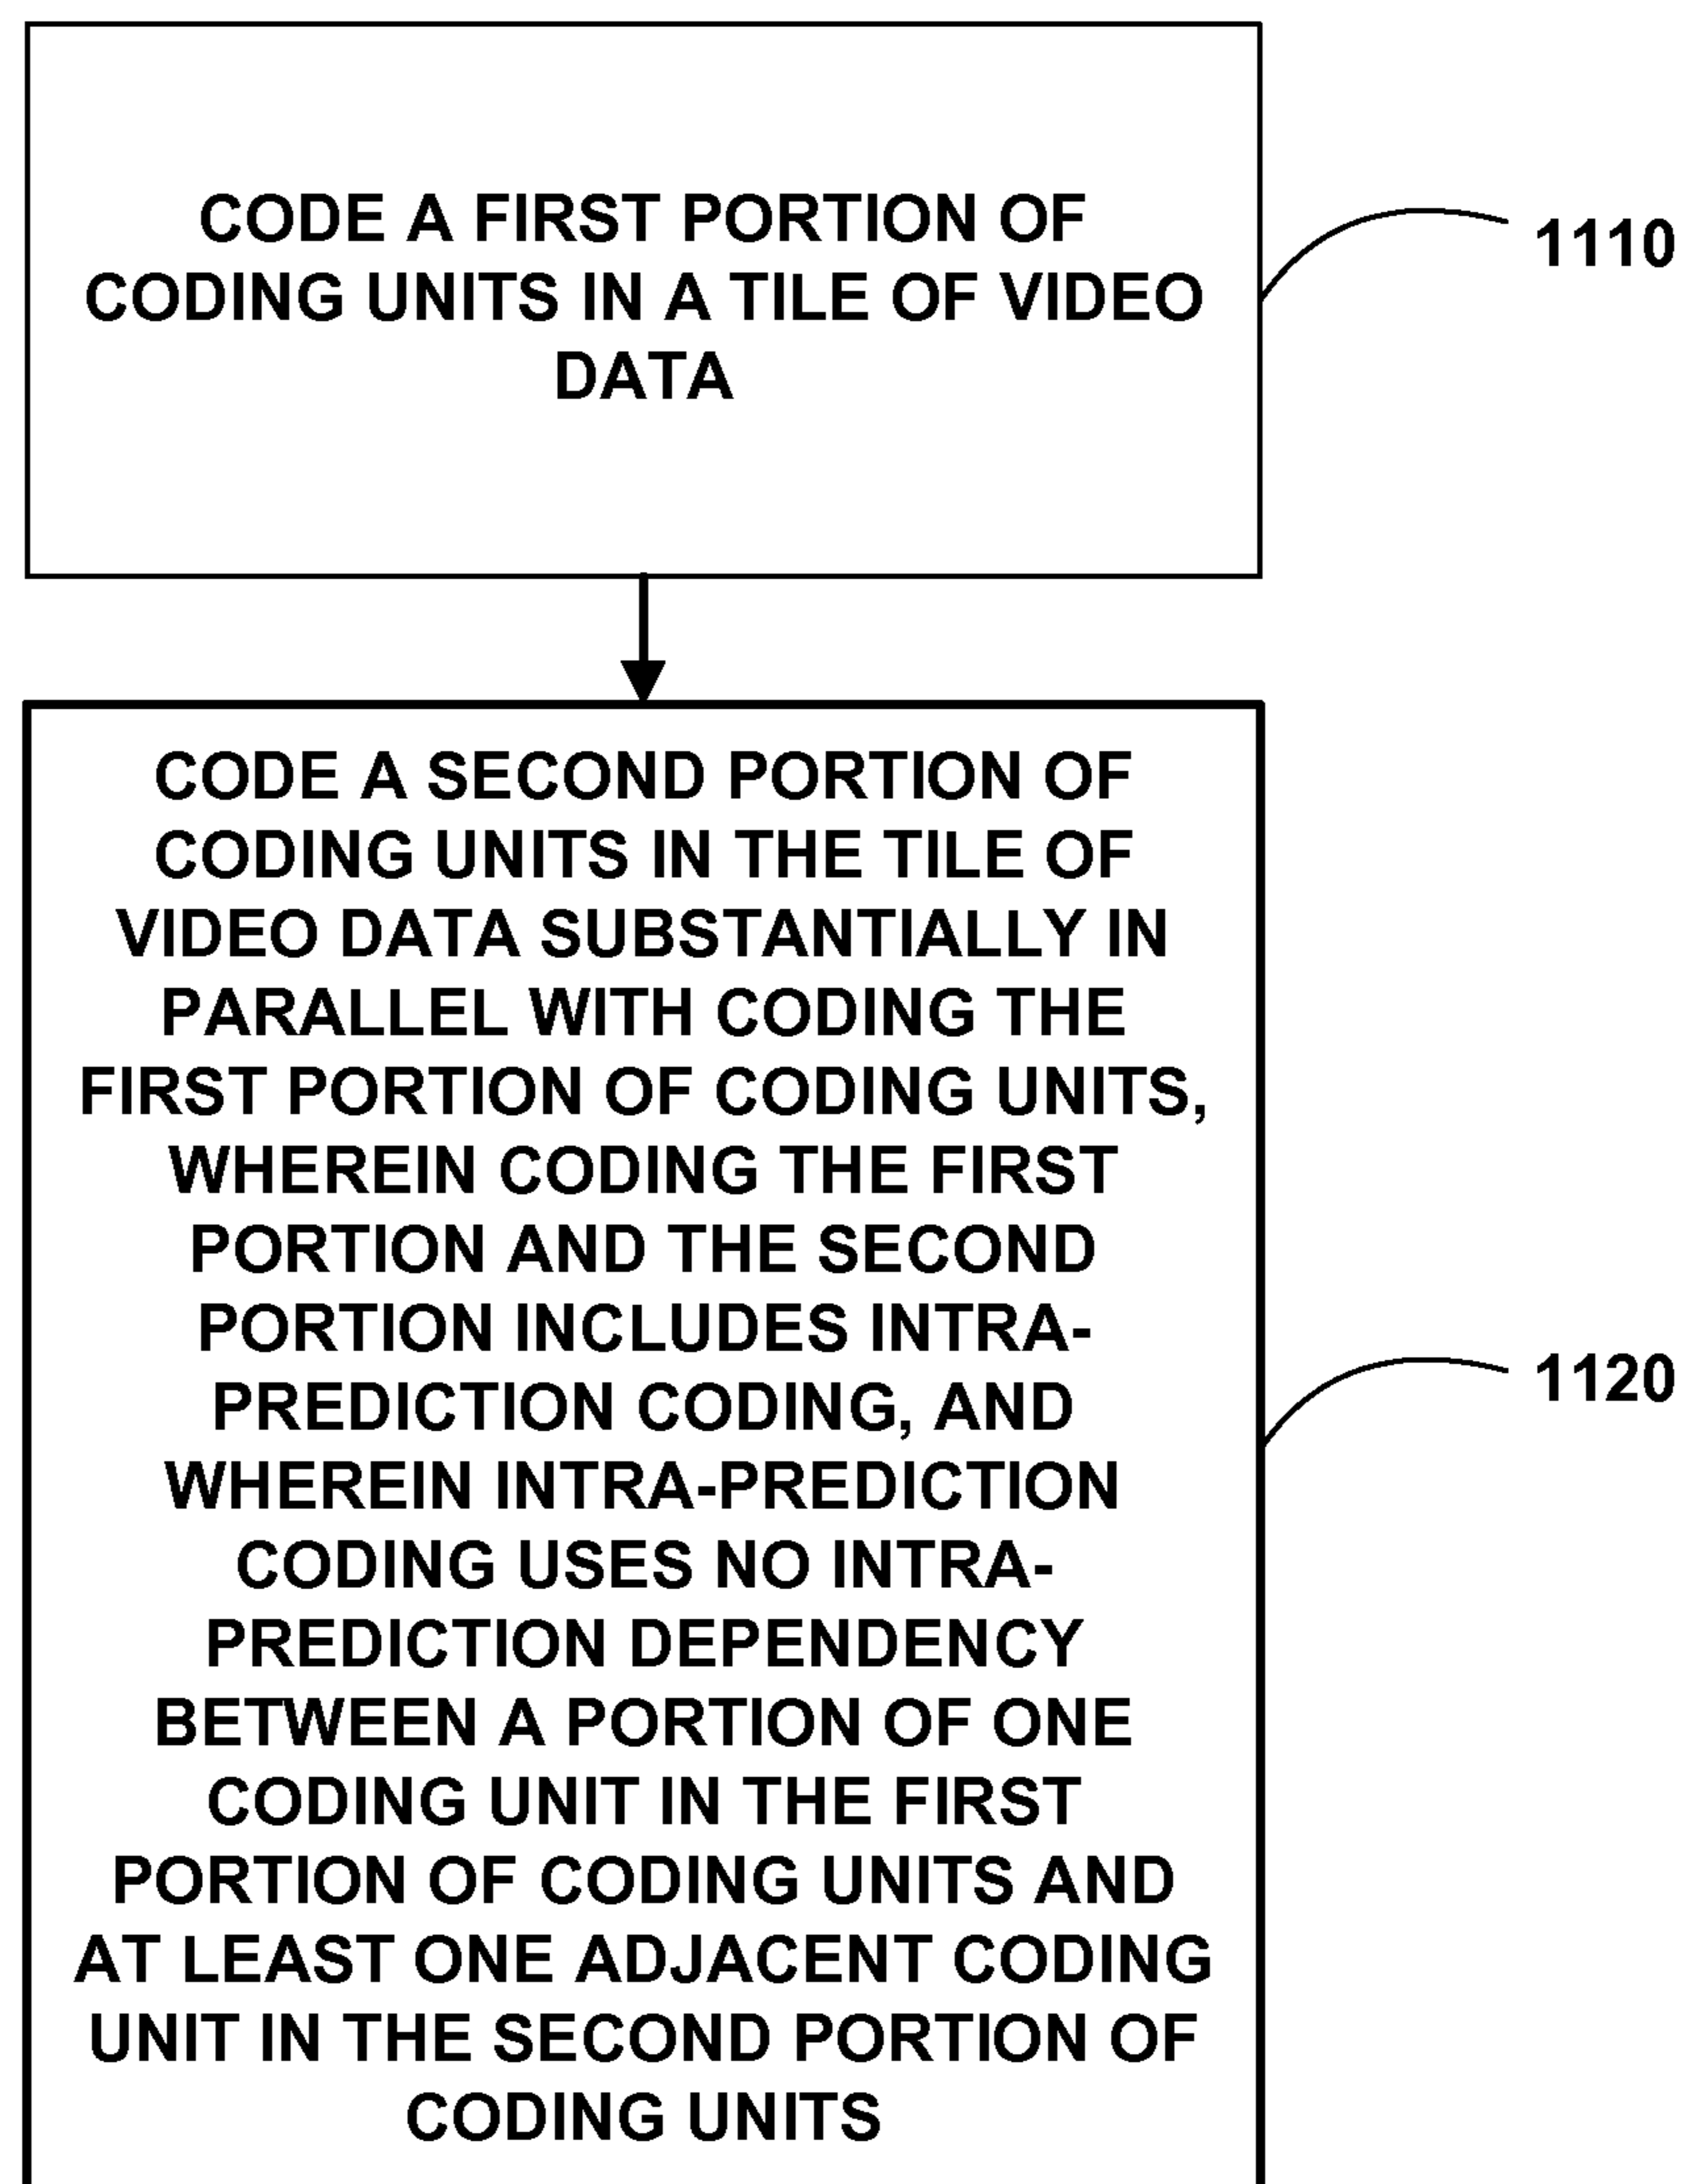 CODE A FIRST PORTION OF
CODING UNITS IN A TILE OF VIDEO
DATA
1110
CODE A SECOND PORTION OF
CODING UNITS IN THE TILE OF
VIDEO DATA SUBSTANTIALLY IN
PARALLEL WITH CODING THE
FIRST PORTION OF CODING UNITS,
WHEREIN CODING THE FIRST
PORTION AND THE SECOND
PORTION INCLUDES INTRA-
PREDICTION CODING, AND
WHEREIN INTRA-PREDICTION
CODING USES NO INTRA-
PREDICTION DEPENDENCY
BETWEEN A PORTION OF ONE
CODING UNIT IN THE FIRST
PORTION OF CODING UNITS AND
AT LEAST ONE ADJACENT CODING
UNIT IN THE SECOND PORTION OF
CODING UNITS
1120